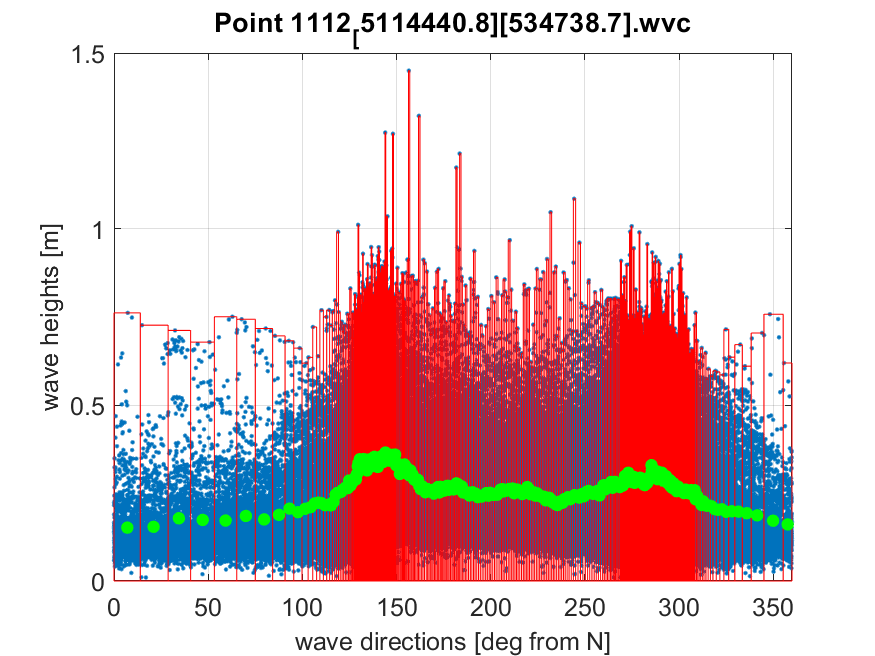 Point 1112[5114440.8][534738.7].wvc
1.5
1
0.5
0
wave heights [m]
0 50 100 150 200 250 300 350
wave directions [deg from N]